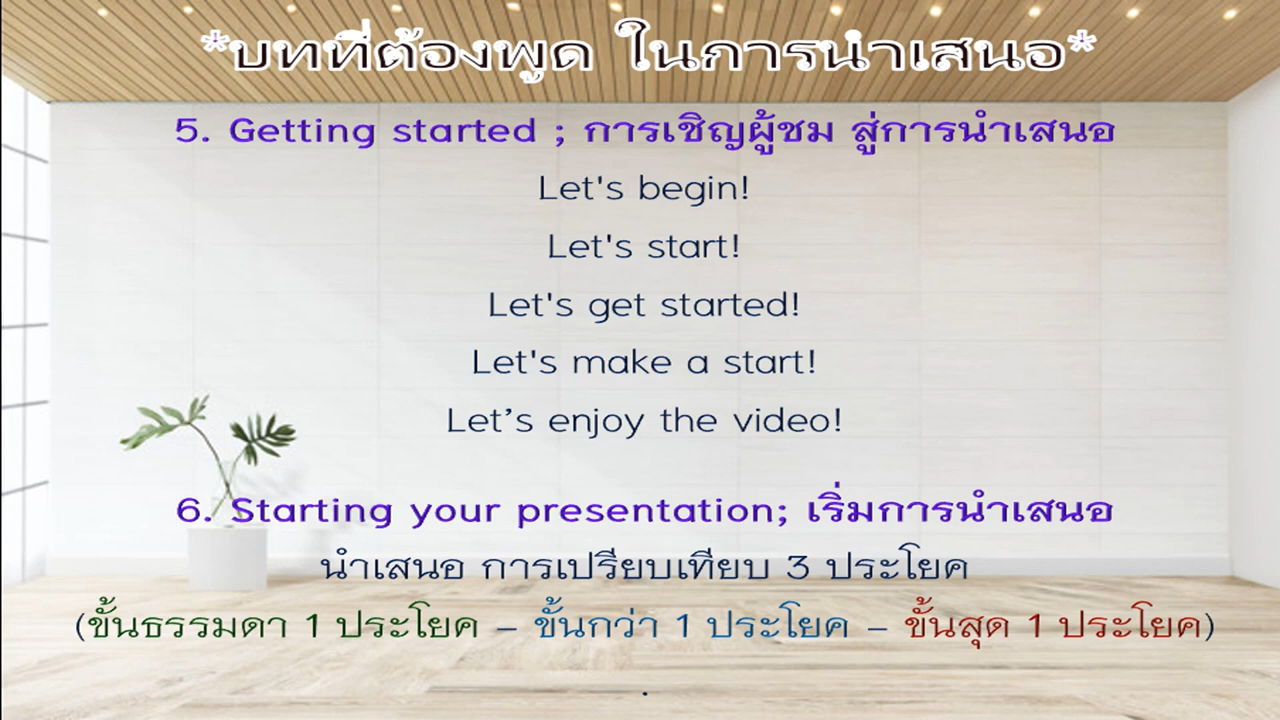 *บทที่ต้องพูด ในการนำเสนอ*
5. Getting started ; การเชิญผู้ชม สู่การนำเสนอ
Let's begin!
Let's start!
Let's get started!
Let's make a start!
Let’s enjoy the video!
6. Starting your presentation; เริ่มการนำเสนอ
นำเสนอ การเปรียบเทียบ 3 ประโยค
(ขั้นธรรมดา 1 ประโยค – ขั้นกว่า 1 ประโยค – ขั้นสุด 1 ประโยค)
.